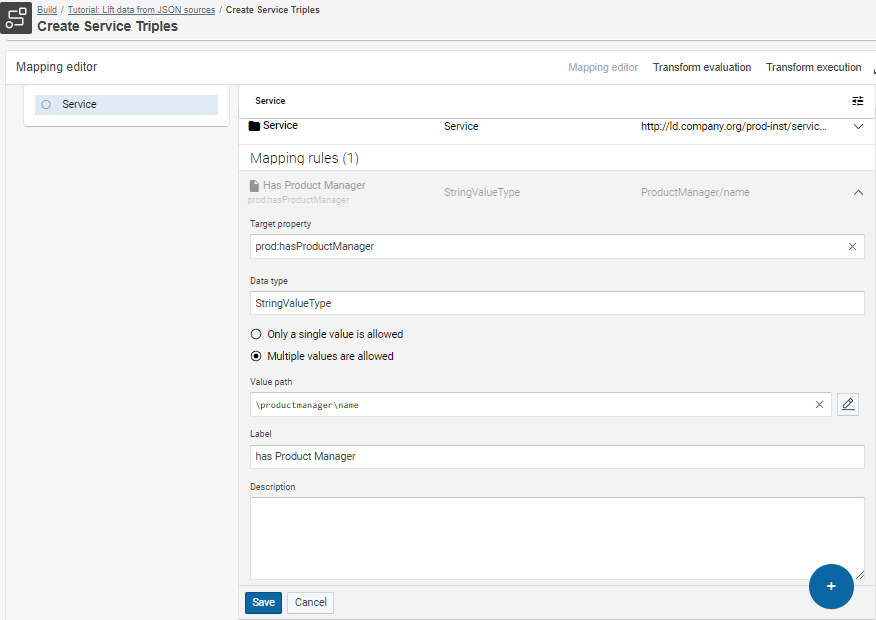 Build / Tutorial: Lift data from JSON sources / Create Service Triples
Create Service Triples
Mapping editor
Mapping editor Transform evaluation Transform execution
Service
Service
Service Service http://ld.company.org/prod-inst/servic...
Mapping rules (1)
Has Product Manager StringValueType ProductManager/name
prod:hasProductManager
Target property
prod:hasProductManager
Data type
StringValueType
Only a single value is allowed
Multiple values are allowed
Value path
\productmanager\name
Label
has Product Manager
Description
Save Cancel